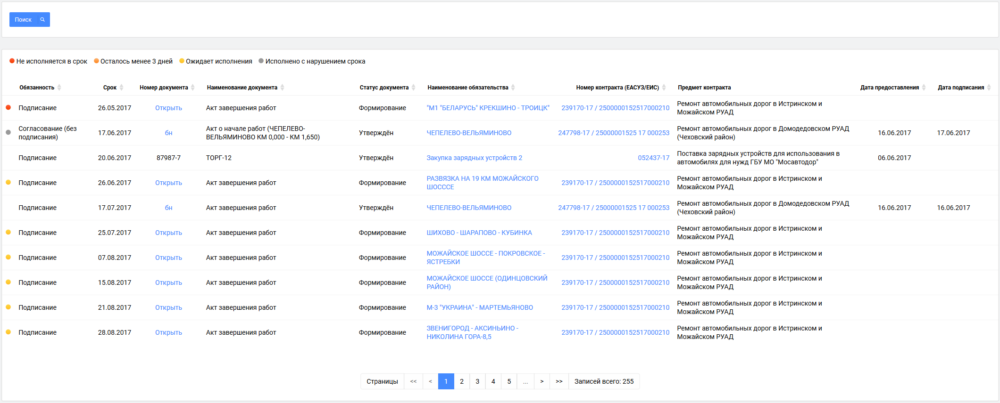 Поиск
Не исполняется в срок Осталось менее 3 дней Ожидает исполнения Исполнено с нарушением срока
Обязанность Срок Номер документа Наименование документа Статус документа Наименование обязательства Номер контракта (ЕАСУЗ/ЕИС) Предмет контракта Дата предоставления Дата подписания
Подписание 26.05.2017 Открыть Акт завершения работ Формирование "М1 "БЕЛАРУСЬ" КРЕКШИНО - ТРОИЦК" 239170-17 / 2500000152517000210 Ремонт автомобильных дорог в Истринском и
Можайском РУАД
Согласование (без
подписания) 17.06.2017 бн Акт о начале работ (ЧЕПЕЛЕВО-
ВЕЛЬЯМИНОВО КМ 0,000 - КМ 1,650) Утверждён ЧЕПЕЛЕВО-ВЕЛЬЯМИНОВО 247798-17 / 25000001525 17 000253 Ремонт автомобильных дорог в Домодедовском РУАД
(Чеховский район) 16.06.2017 17.06.2017
Подписание 20.06.2017 87987-7 ТОРГ-12 Утверждён Закупка зарядных устройств 2 052437-17 Поставка зарядных устройств для использования в
автомобилях для нужд ГБУ МО "Мосавтодор" 06.06.2017
Подписание 26.06.2017 Открыть Акт завершения работ Формирование РАЗВЯЗКА НА 19 КМ МОЖАЙСКОГО
ШОСССЕ 239170-17 / 2500000152517000210 Ремонт автомобильных дорог в Истринском и
Можайском РУАД
Подписание 17.07.2017 бн Акт завершения работ Утверждён ЧЕПЕЛЕВО-ВЕЛЬЯМИНОВО 247798-17 / 25000001525 17 000253 Ремонт автомобильных дорог в Домодедовском РУАД
(Чеховский район) 16.06.2017 16.06.2017
Подписание 25.07.2017 Открыть Акт завершения работ Формирование ШИХОВО - ШАРАПОВО - КУБИНКА 239170-17 / 2500000152517000210 Ремонт автомобильных дорог в Истринском и
Можайском РУАД
Подписание 07.08.2017 Открыть Акт завершения работ Формирование МОЖАЙСКОЕ ШОССЕ - ПОКРОВСКОЕ -
ЯСТРЕБКИ 239170-17 / 2500000152517000210 Ремонт автомобильных дорог в Истринском и
Можайском РУАД
Подписание 15.08.2017 Открыть Акт завершения работ Формирование МОЖАЙСКОЕ ШОССЕ (ОДИНЦОВСКИЙ
РАЙОН) 239170-17 / 2500000152517000210 Ремонт автомобильных дорог в Истринском и
Можайском РУАД
Подписание 21.08.2017 Открыть Акт завершения работ Формирование М-3 "УКРАИНА" - МАРТЕМЬЯНОВО 239170-17 / 2500000152517000210 Ремонт автомобильных дорог в Истринском и
Можайском РУАД
Подписание 28.08.2017 Открыть Акт завершения работ Формирование ЗВЕНИГОРОД - АКСИНЬИНО -
НИКОЛИНА ГОРА-8,5 239170-17 / 2500000152517000210 Ремонт автомобильных дорог в Истринском и
Можайском РУАД
Страницы << < 1 2 3 4 5 ... > >> Записей всего: 255